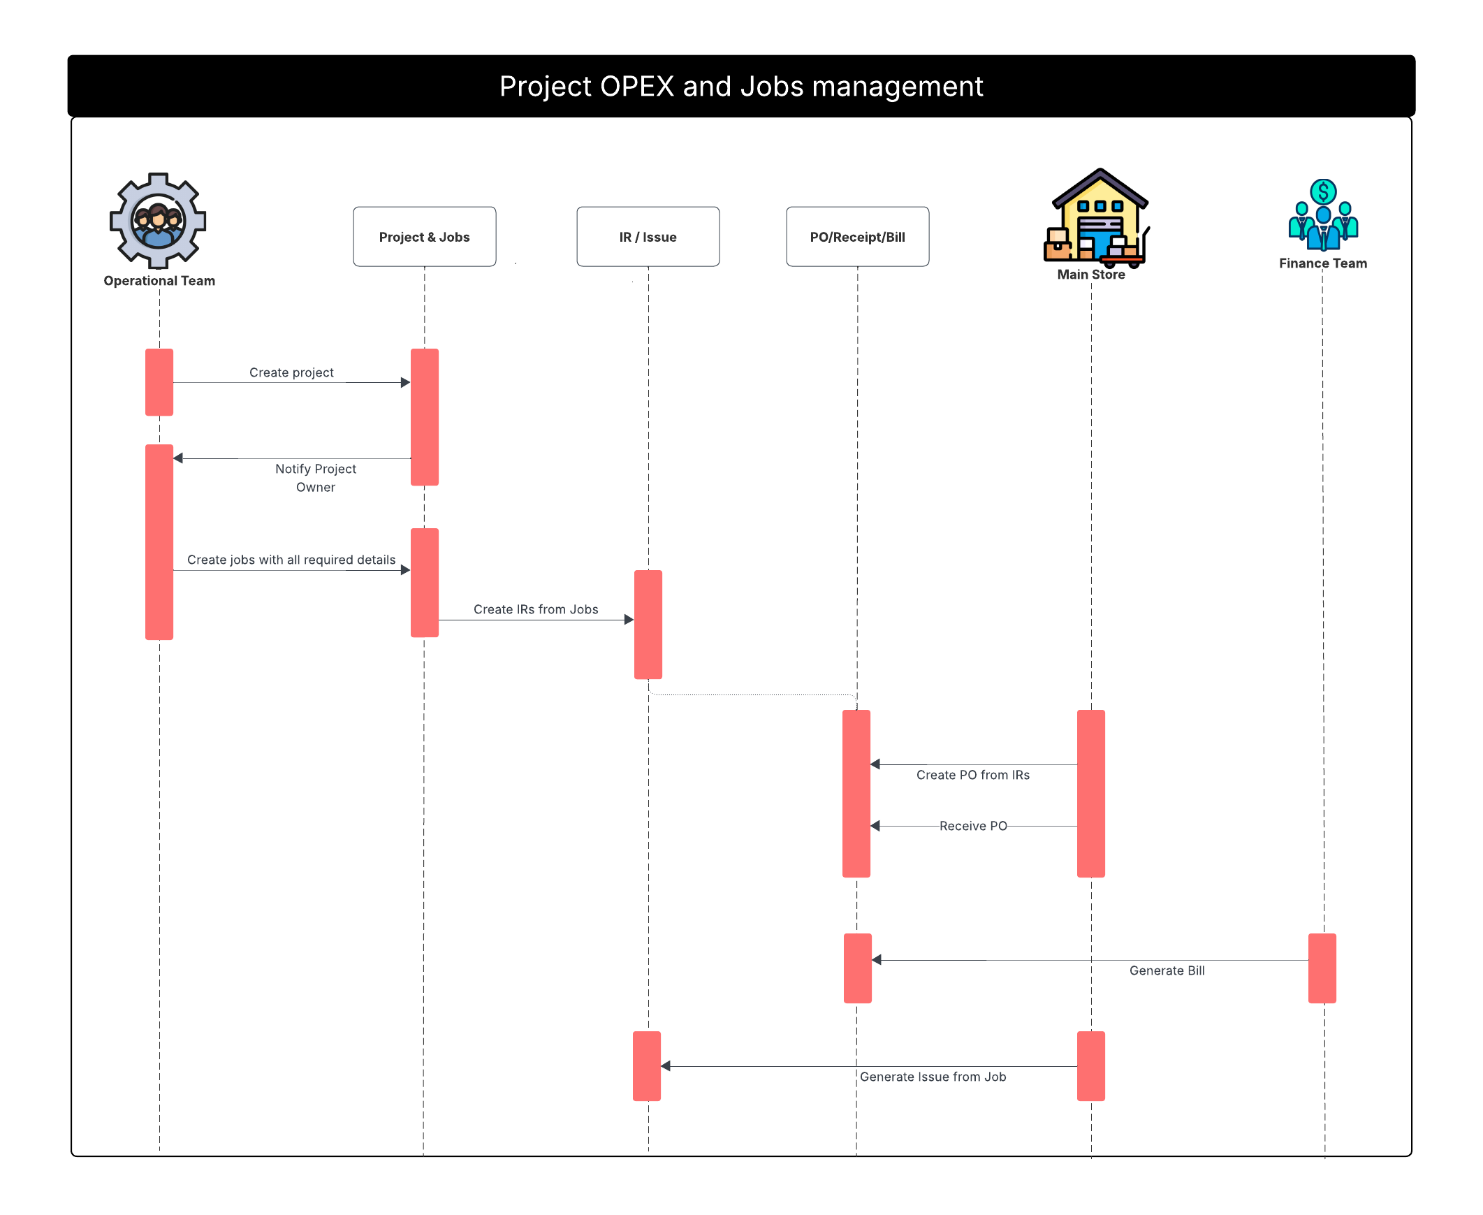 Project OPEX and Jobs management
Operational Team
Project & Jobs
IR / Issue
PO/Receipt/Bill
Main Store
Finance Team
$
Create project
Notify Project
Owner
Create jobs with all required details
Create IRs from Jobs
Create PO from IRs
Receive PO
Generate Bill
Generate Issue from Job